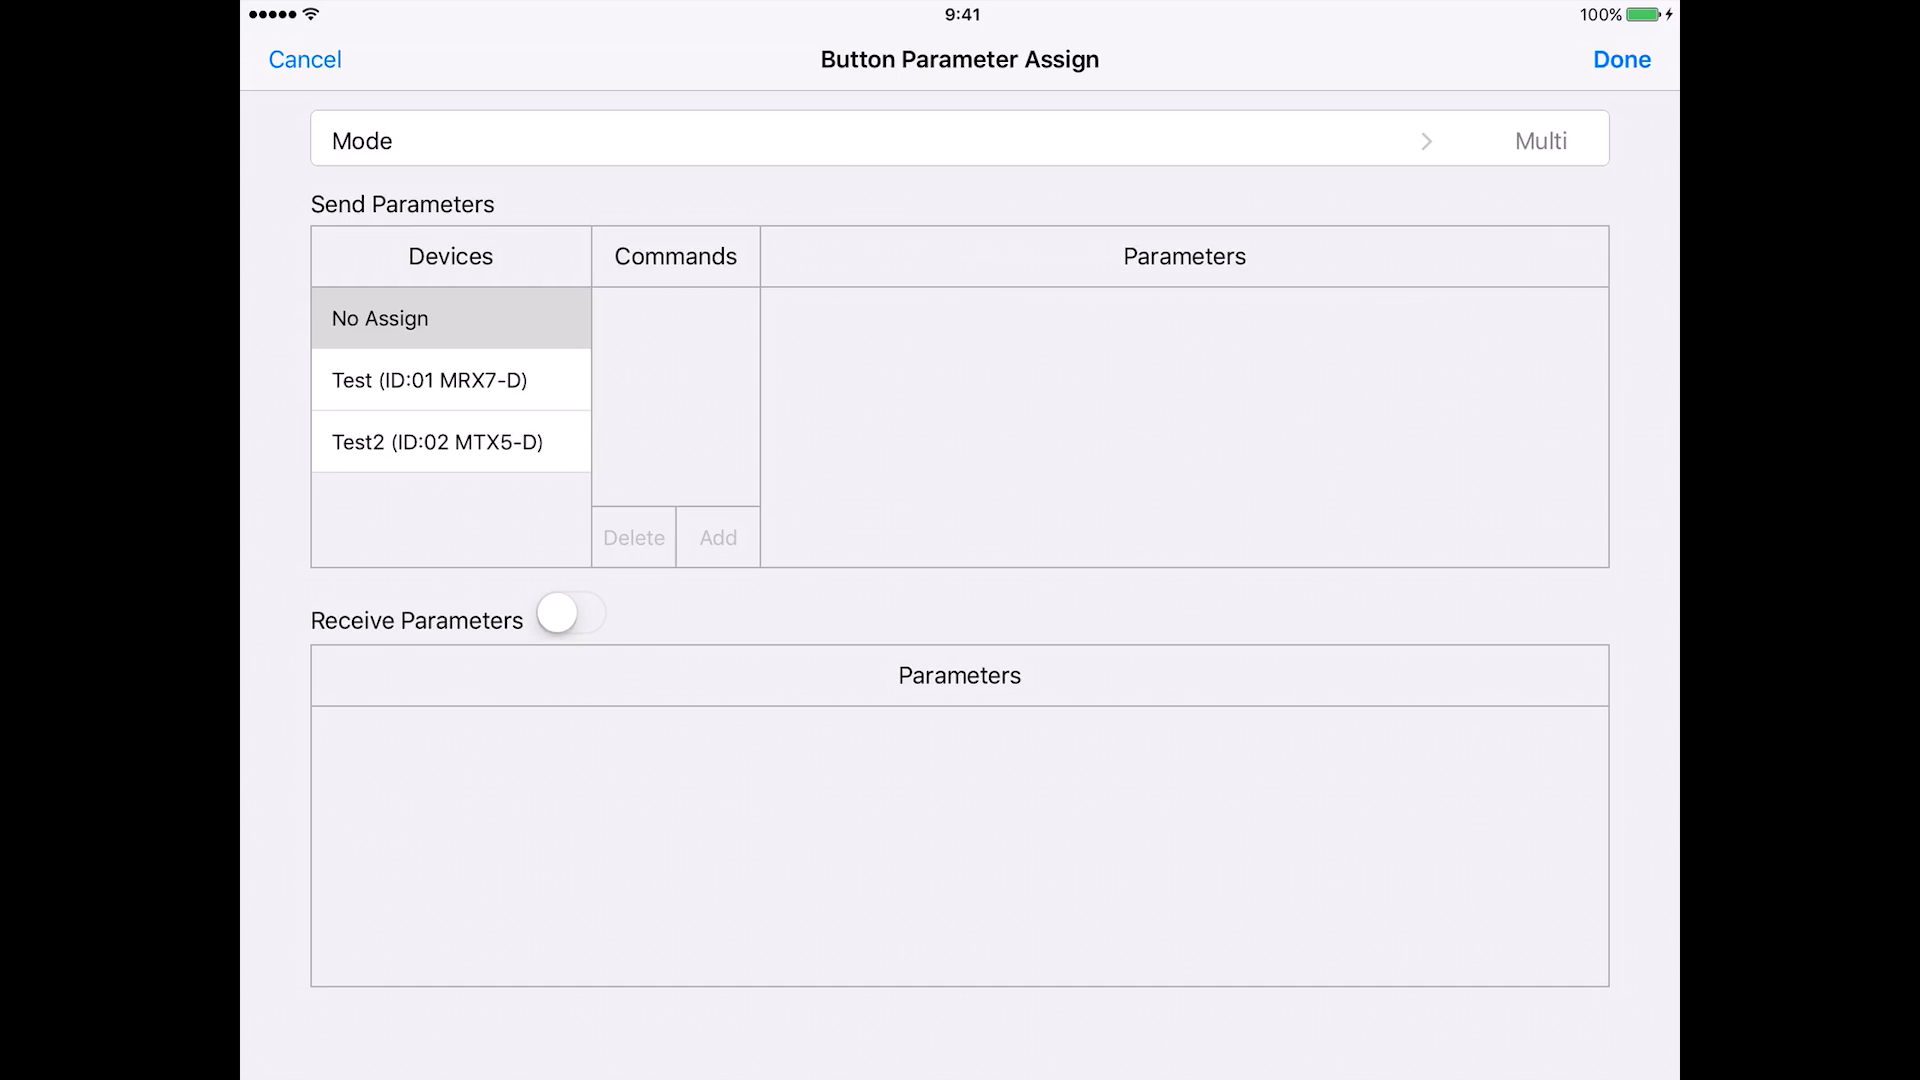 9:41
100%
Cancel
Button Parameter Assign
Done
Mode
Multi
Send Parameters
Devices
Commands
Parameters
No Assign
Test (ID:01 MRX7-D)
Test2 (ID:02 MTX5-D)
Delete
Add
Receive Parameters
Parameters